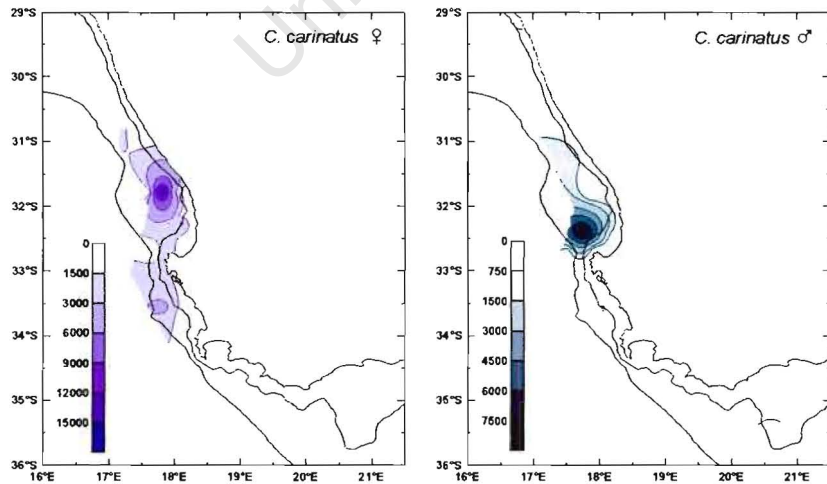 Uni
C. carinatus ♀
29°S
30°S
31°S
32°S
33°S
34°S
35°S
36°S
0
1500
3000
6000
9000
12000
15000
16°E 17°E 18°E 19°E 20°E 21°E
C. carinatus ♂
29°S
30°S
31°S
32°S
33°S
34°S
35°S
36°S
0
750
1500
3000
4500
6000
7500
16°E 17°E 18°E 19°E 20°E 21°E